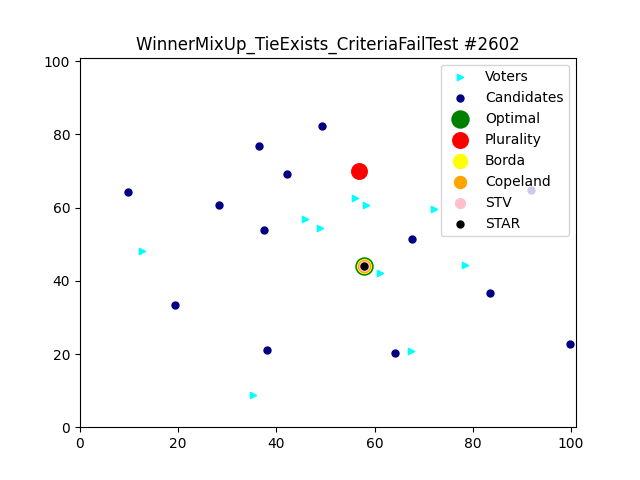 WinnerMixUp_TieExists_CriteriaFailTest #2602
100
80
60
40
20
0
0 20 40 60 80 100
Voters
Candidates
Optimal
Plurality
Borda
Copeland
STV
STAR